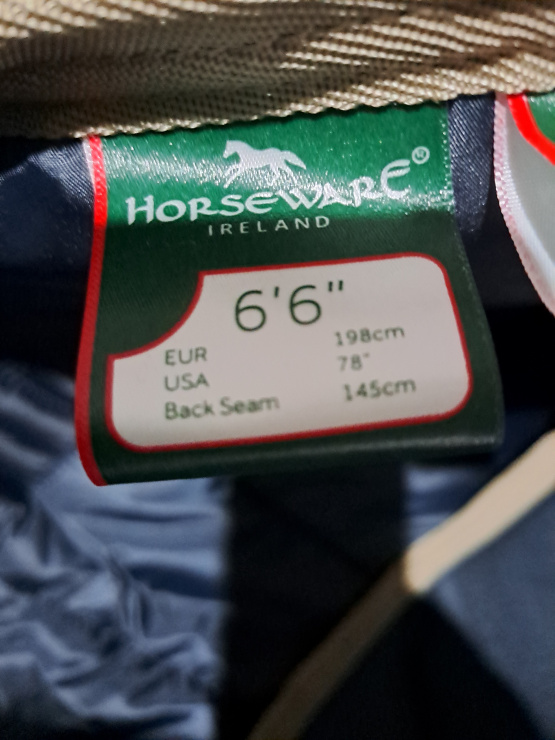 HORSEWARE®
IRELAND
6'6"
EUR 198cm
USA 78"
Back Seam 145cm